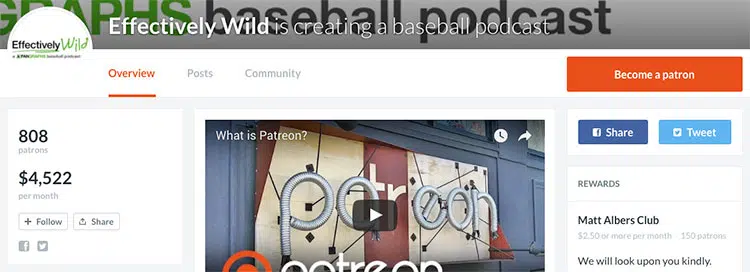 GRAPHS baseball podcast
Effectively Wild is creating a baseball podcast
Effectively Wild
a FANGRAPHS baseball podcast
Overview
Posts
Community
Become a patron
808
patrons
$4,522
per month
+ Follow
Share
What is Patreon?
patreon
patreon
Share
Tweet
REWARDS
Matt Albers Club
$2.50 or more per month · 150 patrons
We will look upon you kindly.